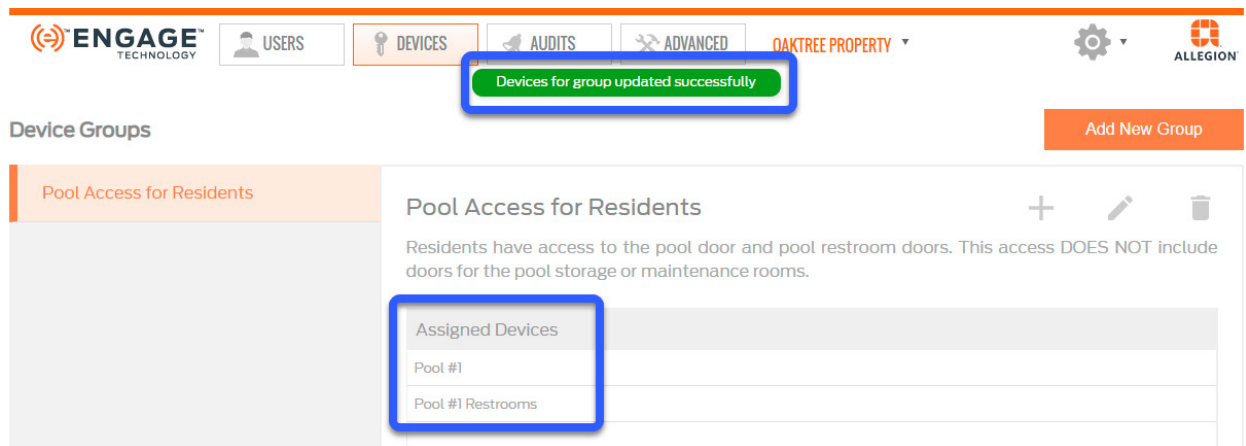 ENGAGE™
TECHNOLOGY
USERS
DEVICES
AUDITS
ADVANCED
OAKTREE PROPERTY
ALLEGION
Devices for group updated successfully
Device Groups
Add New Group
Pool Access for Residents
Pool Access for Residents
Residents have access to the pool door and pool restroom doors. This access DOES NOT include
doors for the pool storage or maintenance rooms.
Assigned Devices
Pool #1
Pool #1 Restrooms